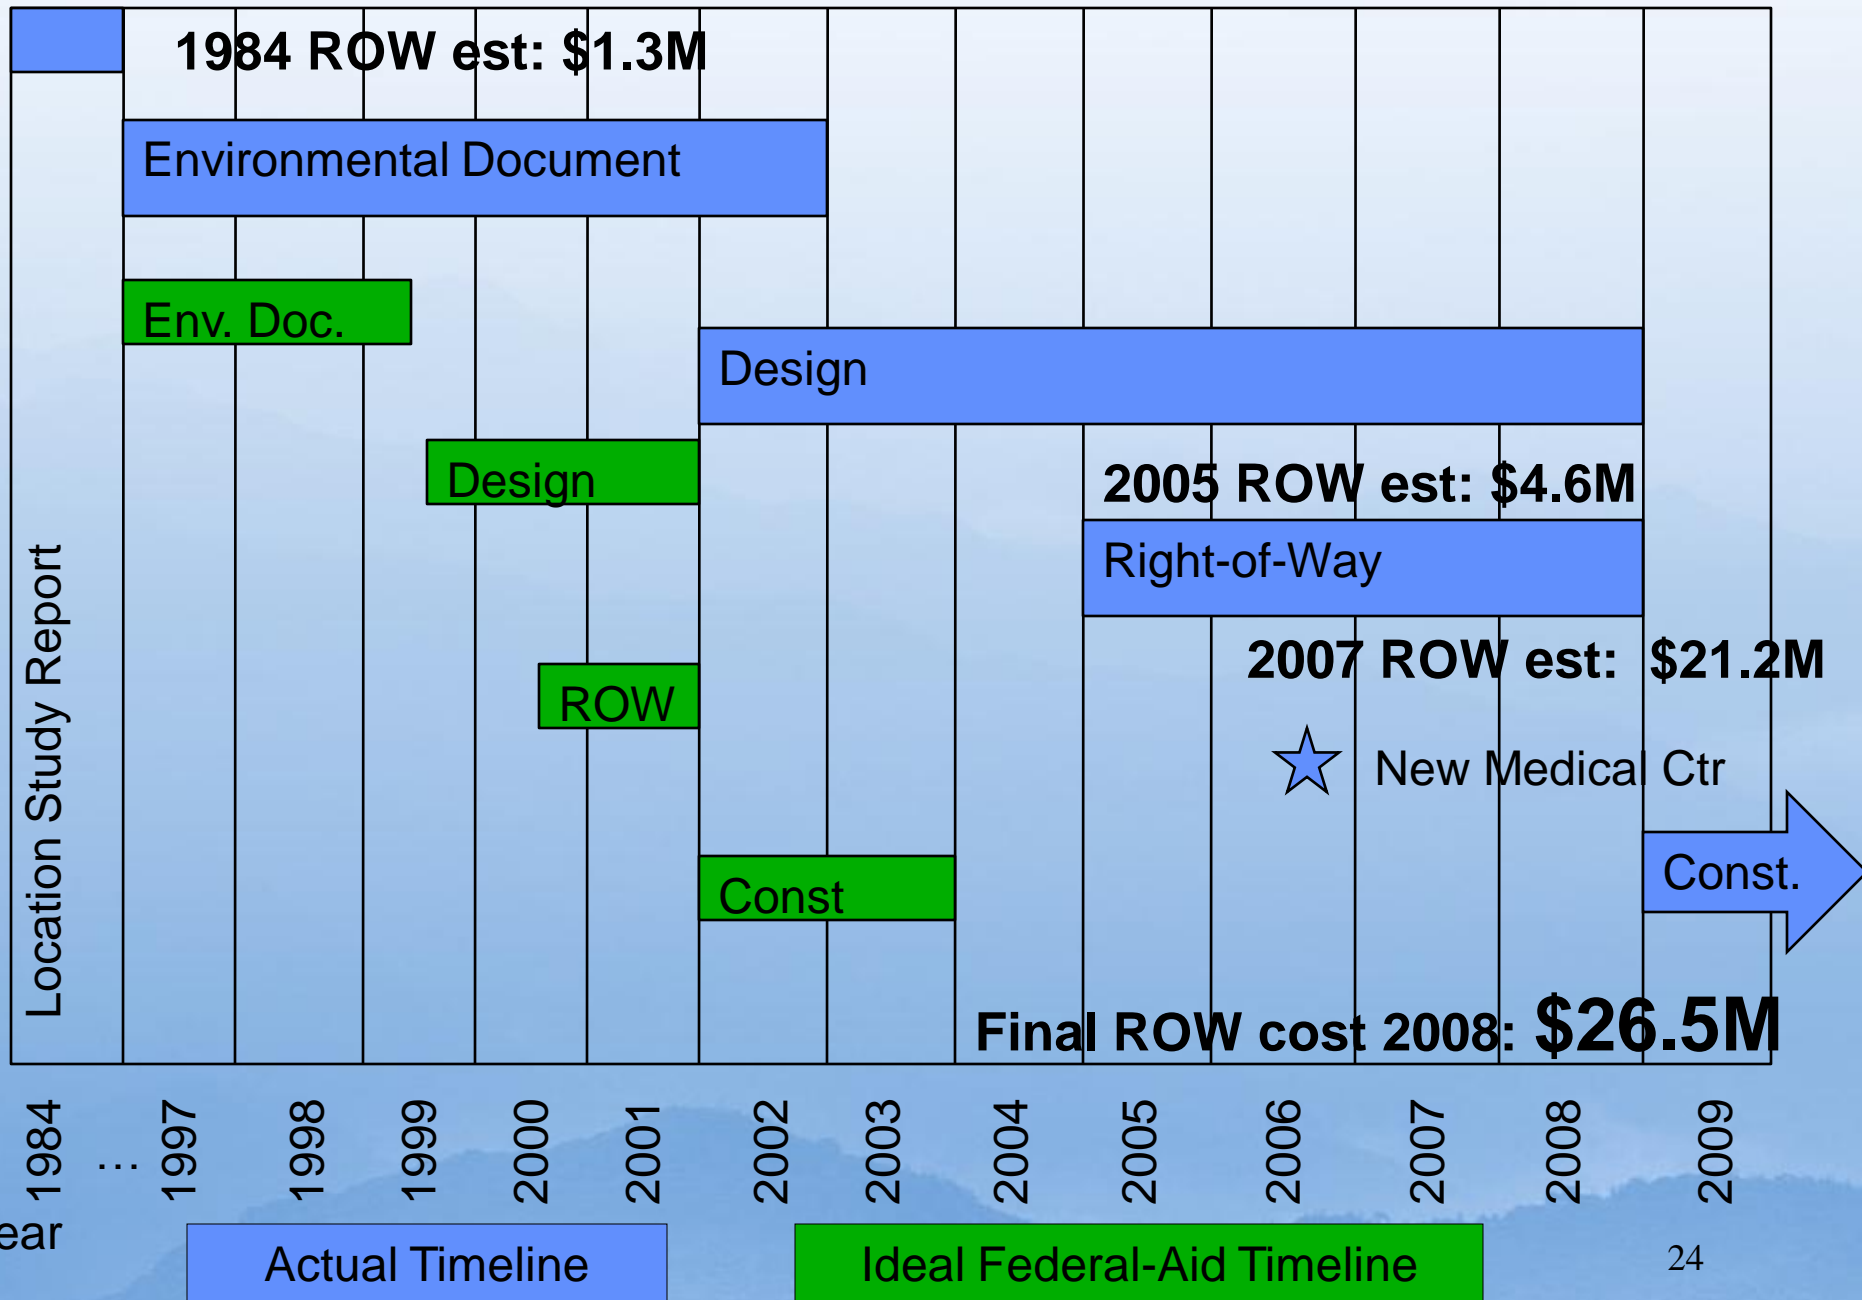 1984 ROW est: $1.3M
Environmental Document
Env. Doc.
Design
Design
2005 ROW est: $4.6M
Right-of-Way
2007 ROW est: $21.2M
ROW
New Medical Ctr
Const
Const.
Location Study Report
Final ROW cost 2008: $26.5M
1984 ... 1997 1998 1999 2000 2001 2002 2003 2004 2005 2006 2007 2008 2009
ear
Actual Timeline
Ideal Federal-Aid Timeline
24